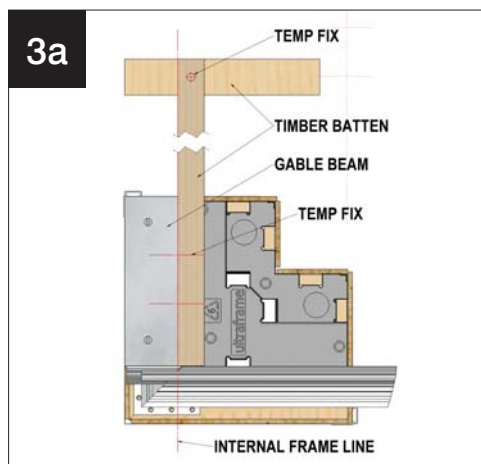 3a
TEMP FIX
TIMBER BATTEN
GABLE BEAM
TEMP FIX
ultraframe
INTERNAL FRAME LINE